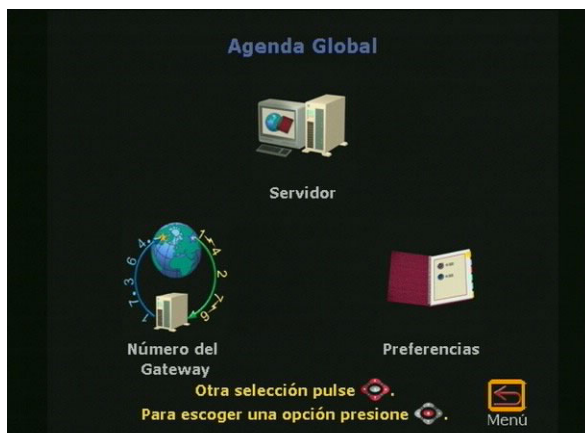 Agenda Global
Servidor
Número del
Gateway
Preferencias
Otra selección pulse .
Para escoger una opción presione .
Menú